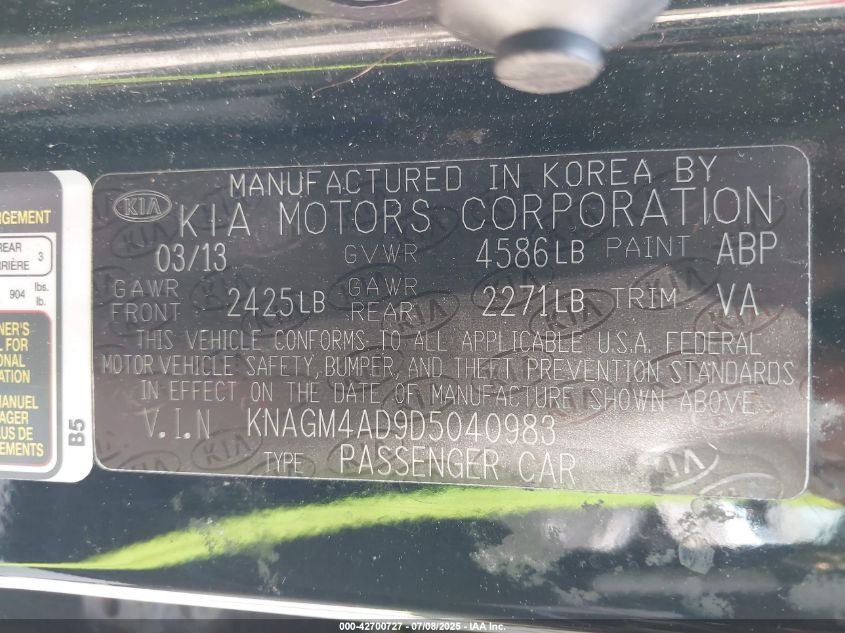 MANUFACTURED IN KOREA BY
KIA KIA MOTORS CORPORATION
03/13 GVWR 4586LB PAINT ABP
GAWR FRONT 2425LB GAWR REAR 2271LB TRIM VA
THIS VEHICLE CONFORMS TO ALL APPLICABLE U.S.A. FEDERAL
MOTOR VEHICLE SAFETY, BUMPER, AND THEFT PREVENTION STANDARDS
IN EFFECT ON THE DATE OF MANUFACTURE SHOWN ABOVE.
V.I.N KNAGM4AD9D5040983
TYPE PASSENGER CAR
REAR
3
904 lbs.
lb.
B5
000-42700727 - 07/08/2025 - IAA Inc.